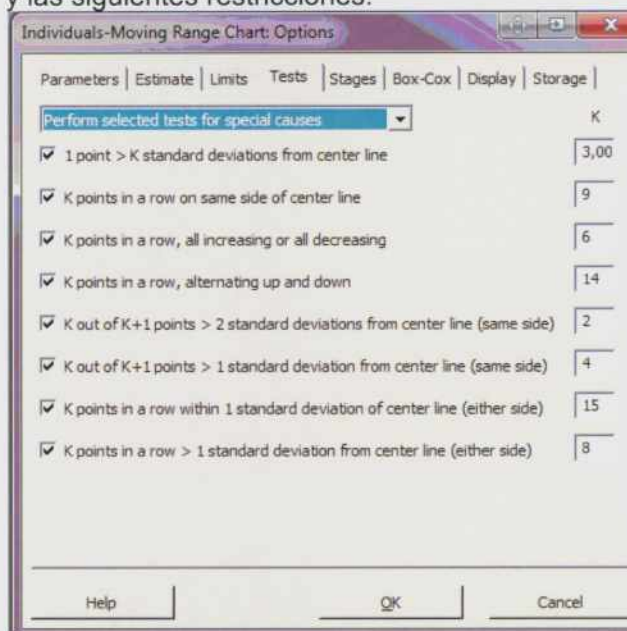 y las siguientes restricciones:
Individuals-Moving Range Chart: Options
Parameters | Estimate | Limits Tests | Stages | Box-Cox | Display | Storage |
Perform selected tests for special causes K
1 point > K standard deviations from center line 3,00
K points in a row on same side of center line 9
K points in a row, all increasing or all decreasing 6
K points in a row, alternating up and down 14
K out of K+1 points > 2 standard deviations from center line (same side) 2
K out of K+1 points > 1 standard deviation from center line (same side) 4
K points in a row within 1 standard deviation of center line (either side) 15
K points in a row > 1 standard deviation from center line (either side) 8
Help OK Cancel